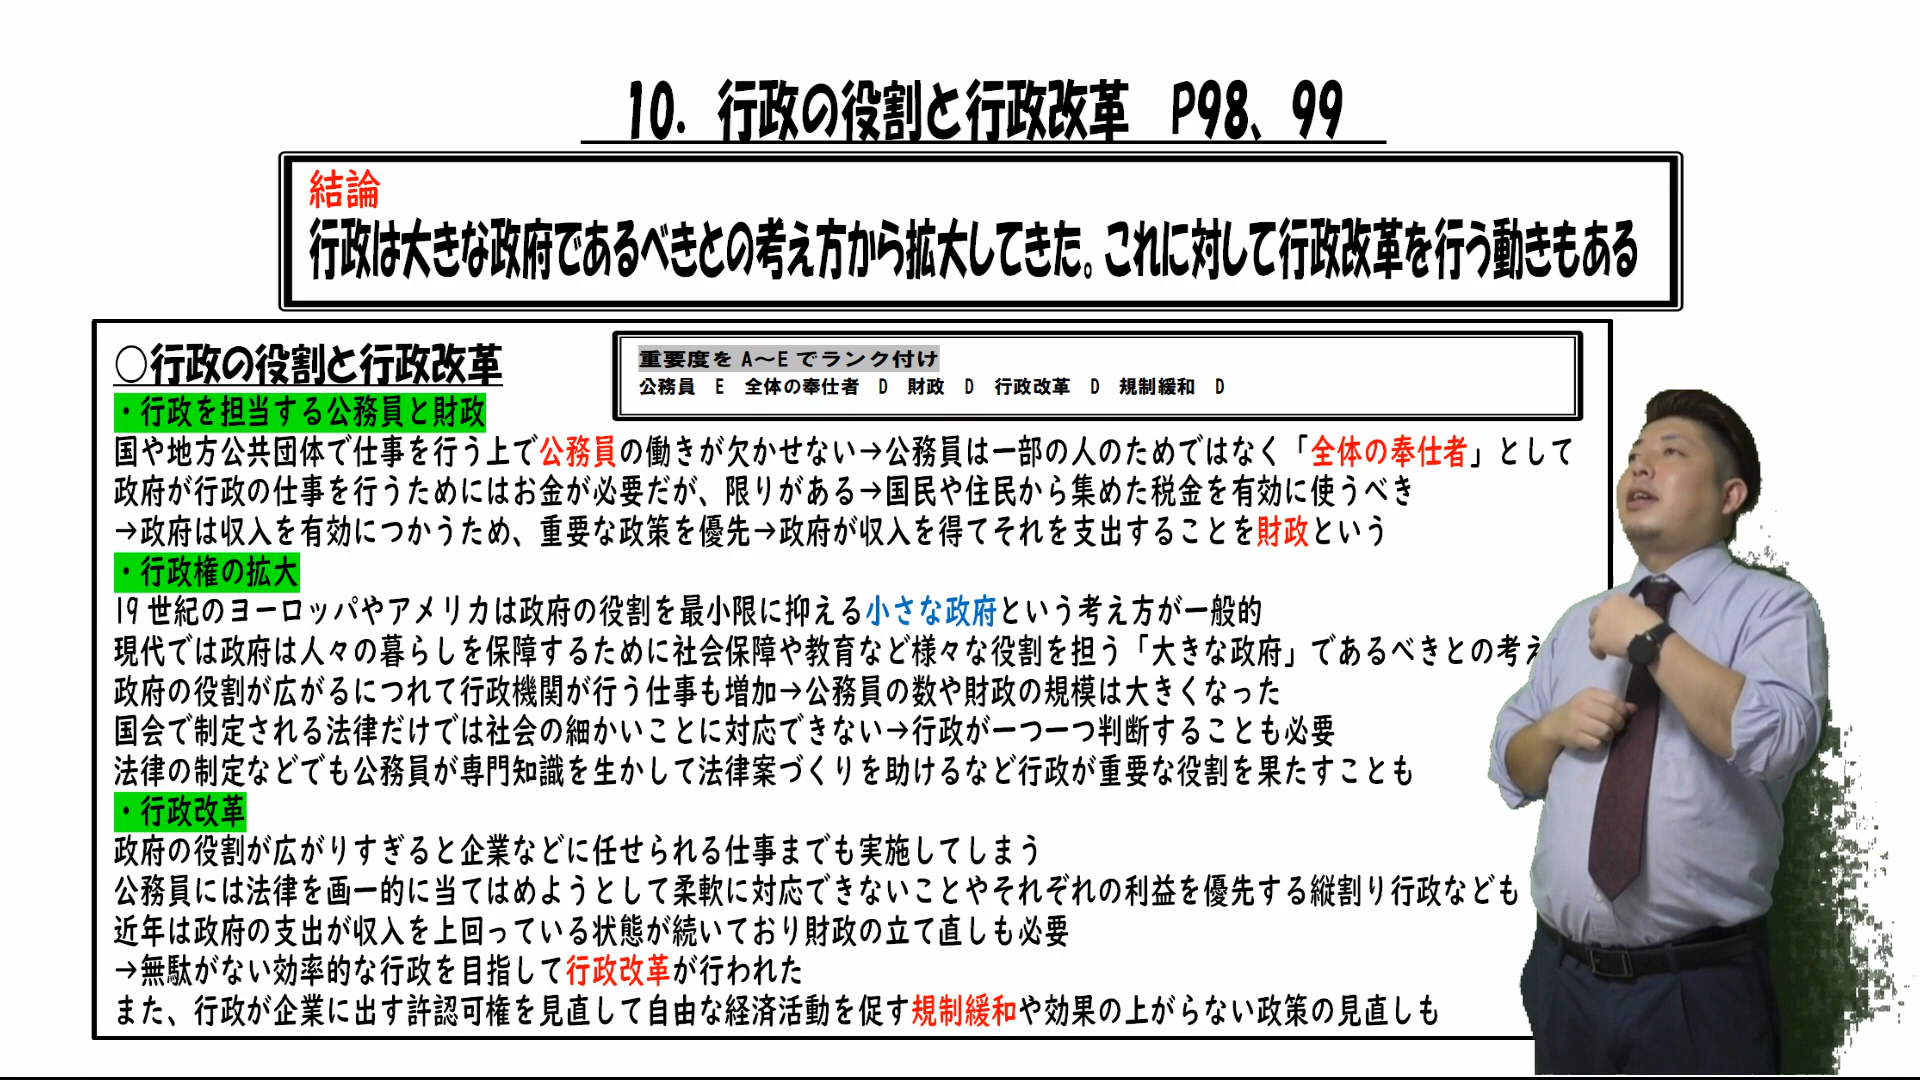 10. 行政の役割と行政改革　P98、99
結論
行政は大きな政府であるべきとの考え方から拡大してきた。これに対して行政改革を行う動きもある
○行政の役割と行政改革
重要度を A～E でランク付け
公務員　E　全体の奉仕者　D　財政　D　行政改革　D　規制緩和　D
・行政を担当する公務員と財政
国や地方公共団体で仕事を行う上で公務員の働きが欠かせない→公務員は一部の人のためではなく「全体の奉仕者」として
政府が行政の仕事を行うためにはお金が必要だが、限りがある→国民や住民から集めた税金を有効に使うべき
→政府は収入を有効につかうため、重要な政策を優先→政府が収入を得てそれを支出することを財政という
・行政権の拡大
19世紀のヨーロッパやアメリカは政府の役割を最小限に抑える小さな政府という考え方が一般的
現代では政府は人々の暮らしを保障するために社会保障や教育など様々な役割を担う「大きな政府」であるべきとの考え
政府の役割が広がるにつれて行政機関が行う仕事も増加→公務員の数や財政の規模は大きくなった
国会で制定される法律だけでは社会の細かいことに対応できない→行政が一つ一つ判断することも必要
法律の制定などでも公務員が専門知識を生かして法律案づくりを助けるなど行政が重要な役割を果たすことも
・行政改革
政府の役割が広がりすぎると企業などに任せられる仕事までも実施してしまう
公務員には法律を画一的に当てはめようとして柔軟に対応できないことやそれぞれの利益を優先する縦割り行政なども
近年は政府の支出が収入を上回っている状態が続いており財政の立て直しも必要
→無駄がない効率的な行政を目指して行政改革が行われた
また、行政が企業に出す許認可権を見直して自由な経済活動を促す規制緩和や効果の上がらない政策の見直しも